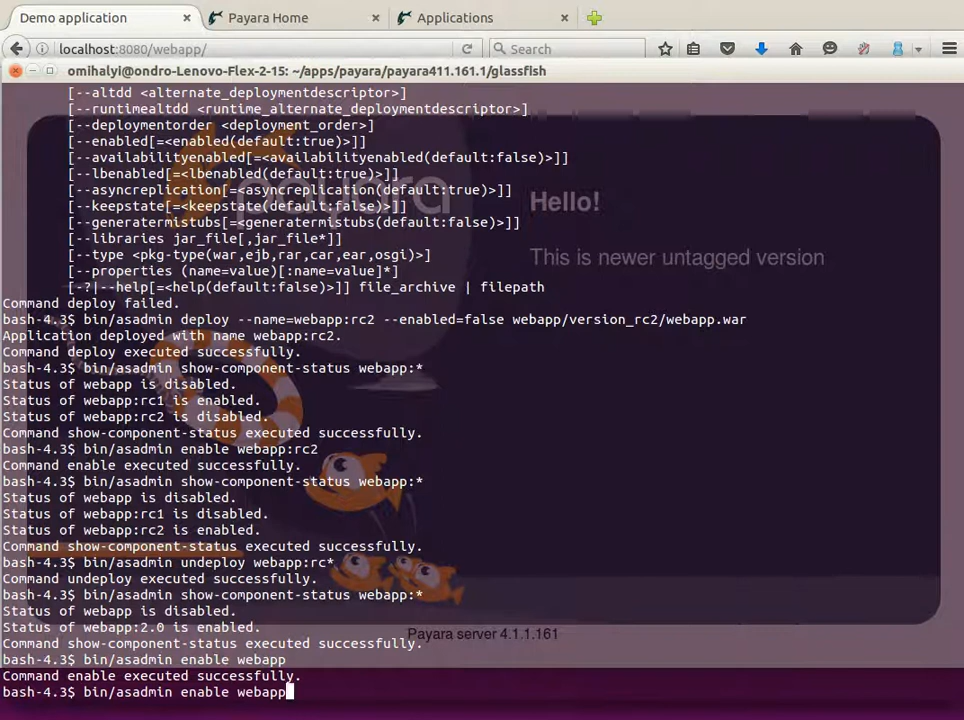 Demo application
Payara Home
Applications
localhost:8080/webapp/
Search
omihalyi@ondro-Lenovo-Flex-2-15: ~/apps/payara/payara411.161.1/glassfish
[--altdd <alternate_deploymentdescriptor>]
[--runtimealtdd <runtime_alternate_deploymentdescriptor>]
[--deploymentorder <deployment_order>]
[--enabled[=<enabled(default:true)>]]
[--availabilityenabled[=<availabilityenabled(default:false)>]]
[--lbenabled[=<lbenabled(default:true)>]]
[--asyncreplication[=<asyncreplication(default:true)>]]
[--keepstate[=<keepstate(default:false)>]]
[--generatermistubs[=<generatermistubs(default:false)>]]
[--libraries jar_file[,jar_file*]]
[--type <pkg-type(war,ejb,rar,car,ear,osgi)>]
[--properties (name=value)[:name=value]*]
[-?|--help[=<help(default:false)>]] file_archive | filepath
payara
Hello!
This is newer untagged version
Command deploy failed.
bash-4.3$ bin/asadmin deploy --name=webapp:rc2 --enabled=false webapp/version_rc2/webapp.war
Application deployed with name webapp:rc2.
Command deploy executed successfully.
bash-4.3$ bin/asadmin show-component-status webapp:*
Status of webapp is disabled.
Status of webapp:rc1 is enabled.
Status of webapp:rc2 is disabled.
Command show-component-status executed successfully.
bash-4.3$ bin/asadmin enable webapp:rc2
Command enable executed successfully.
bash-4.3$ bin/asadmin show-component-status webapp:*
Status of webapp is disabled.
Status of webapp:rc1 is disabled.
Status of webapp:rc2 is enabled.
Command show-component-status executed successfully.
bash-4.3$ bin/asadmin undeploy webapp:rc*
Command undeploy executed successfully.
bash-4.3$ bin/asadmin show-component-status webapp:*
Status of webapp is disabled.
Status of webapp:2.0 is enabled.
Payara server 4.1.1.161
Command show-component-status executed successfully.
bash-4.3$ bin/asadmin enable webapp
Command enable executed successfully.
bash-4.3$ bin/asadmin enable webapp